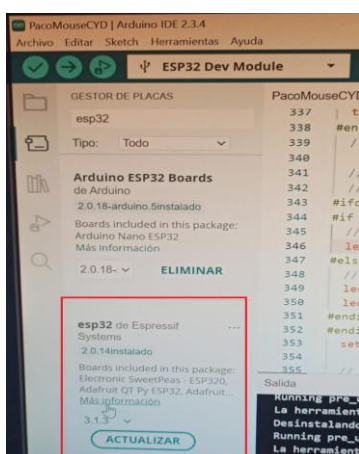 PacoMouseCYD | Arduino IDE 2.3.4
Archivo Editar Sketch Herramientas Ayuda
ESP32 Dev Module
GESTOR DE PLACAS
esp32
Tipo: Todo
Arduino ESP32 Boards
de Arduino
2.0.18-arduino.5instalado
Boards included in this package:
Arduino Nano ESP32
Más información
2.0.18-
ELIMINAR
esp32 de Espressif
Systems
...
2.0.14instalado
Boards included in this package:
Electronic SweetPeas - ESP320,
Adafruit QT Py ESP32, Adafruit...
Más información
3.1.3
ACTUALIZAR
PacoMouseCYD
337 t
338 #en
339 //
340
341 //
342 //
343 #ifd
344 #if
345 //
346 le
347 #els
348 //
349 led
350 led
351 #endi
352 #endi
353 set
354
355 //
Salida
Running pre_u
La herramient
Desinstalando
Running pre_u
La herramient